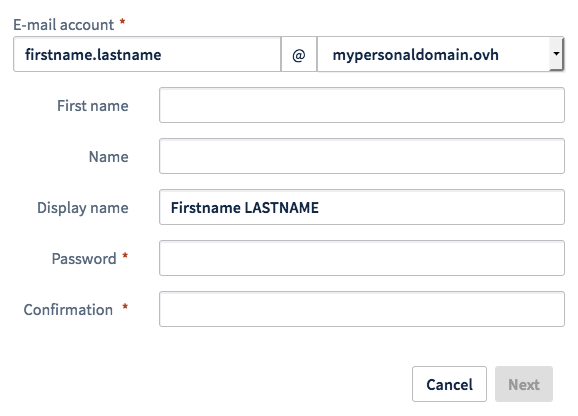 E-mail account *
firstname.lastname @ mypersonaldomain.ovh
First name
Name
Display name Firstname LASTNAME
Password *
Confirmation *
Cancel Next